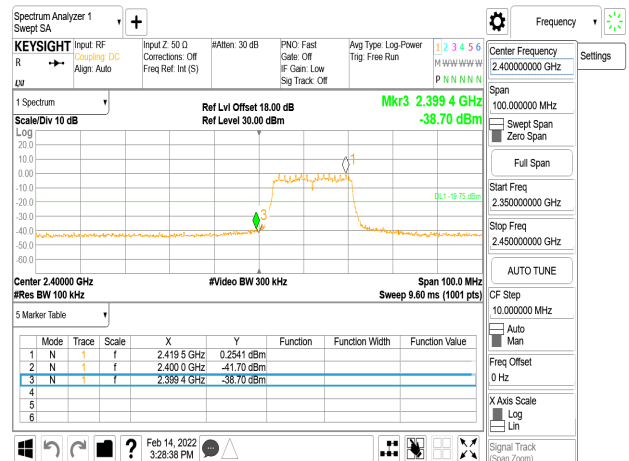 Spectrum Analyzer 1
Swept SA
Frequency
KEYSIGHT
R
LXI
Input: RF
Coupling: DC
Align: Auto
Input Z: 50 Ω
Corrections: Off
Freq Ref: Int (S)
#Atten: 30 dB
PNO: Fast
Gate: Off
IF Gain: Low
Sig Track: Off
Avg Type: Log-Power
Trig: Free Run
1 2 3 4 5 6
M W W W W W
P N N N N N
Center Frequency
2.400000000 GHz
Settings
Span
100.000000 MHz
Swept Span
Zero Span
Full Span
Start Freq
2.350000000 GHz
Stop Freq
2.450000000 GHz
AUTO TUNE
CF Step
10.000000 MHz
Auto
Man
Freq Offset
0 Hz
X Axis Scale
Log
Lin
Signal Track
(Span Zoom)
1 Spectrum
Scale/Div 10 dB
Ref Lvl Offset 18.00 dB
Ref Level 30.00 dBm
Mkr3 2.399 4 GHz
-38.70 dBm
Log
20.0
10.0
0.00
-10.0
-20.0
-30.0
-40.0
-50.0
-60.0
1
3
DL1 -19.75 dBm
Center 2.40000 GHz
#Res BW 100 kHz
#Video BW 300 kHz
Span 100.0 MHz
Sweep 9.60 ms (1001 pts)
5 Marker Table
Mode Trace Scale X Y Function Function Width Function Value
1 N 1 f 2.419 5 GHz 0.2541 dBm
2 N 1 f 2.400 0 GHz -41.70 dBm
3 N 1 f 2.399 4 GHz -38.70 dBm
4
5
6
?
Feb 14, 2022
3:28:38 PM